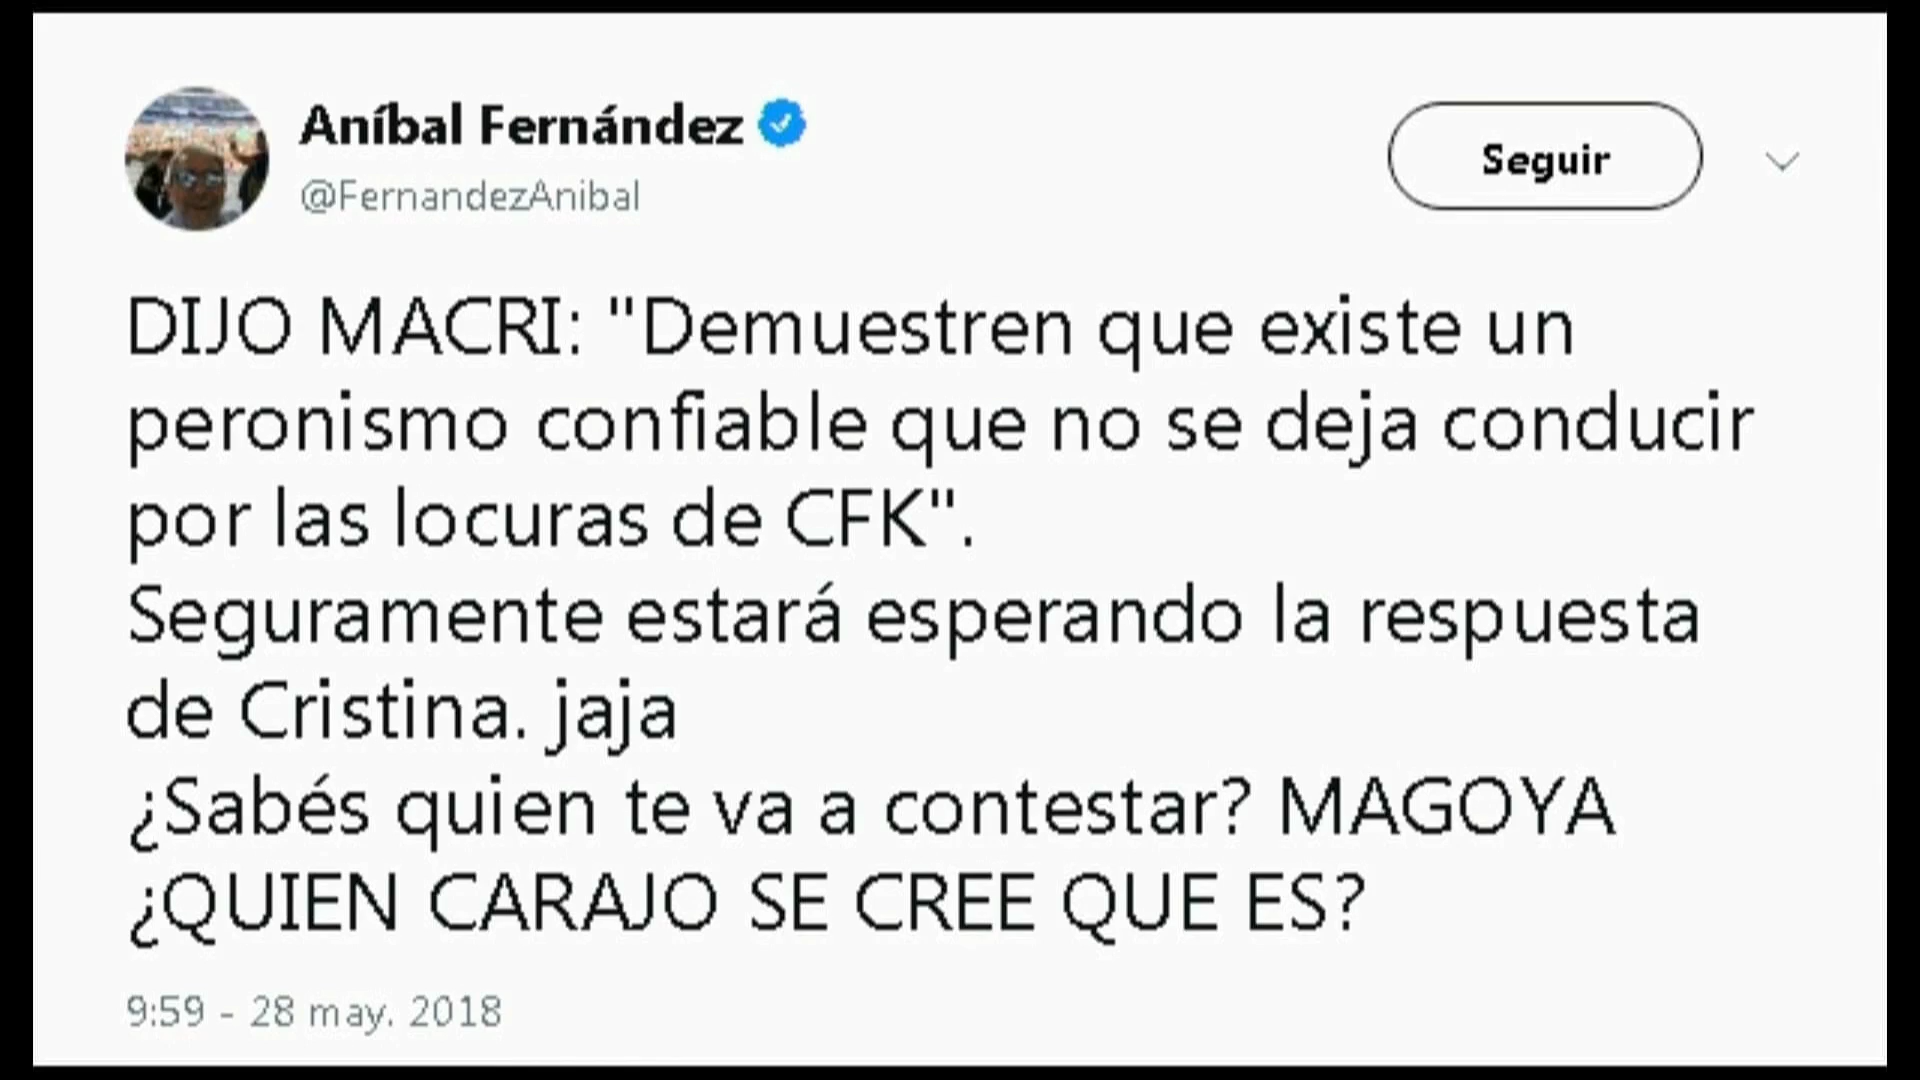 Aníbal Fernández
@FernandezAnibal
Seguir
DIJO MACRI: "Demuestren que existe un
peronismo confiable que no se deja conducir
por las locuras de CFK".
Seguramente estará esperando la respuesta
de Cristina. jaja
¿Sabés quien te va a contestar? MAGOYA
¿QUIEN CARAJO SE CREE QUE ES?
9:59 - 28 may. 2018